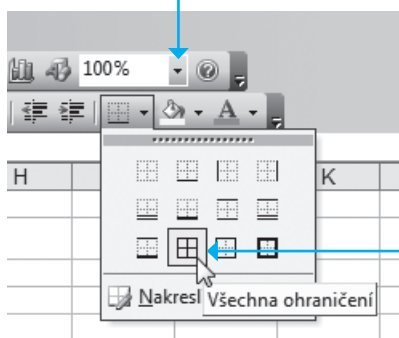 100%
A
H K
Nakresl
Všechna ohraničení